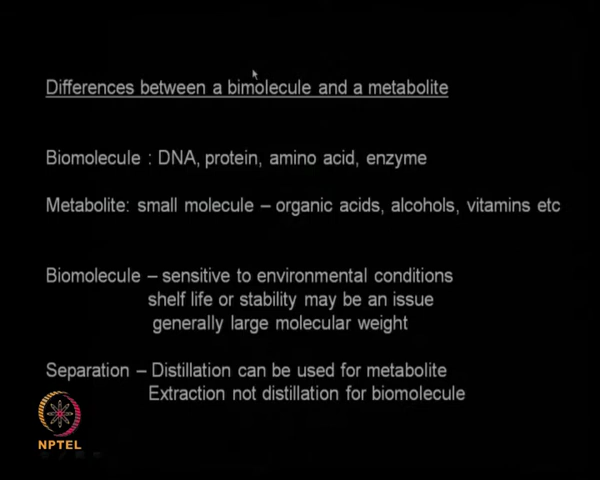 Differences between a bimolecule and a metabolite
Biomolecule : DNA, protein, amino acid, enzyme
Metabolite: small molecule – organic acids, alcohols, vitamins etc
Biomolecule – sensitive to environmental conditions
shelf life or stability may be an issue
generally large molecular weight
Separation – Distillation can be used for metabolite
Extraction not distillation for biomolecule
NPTEL